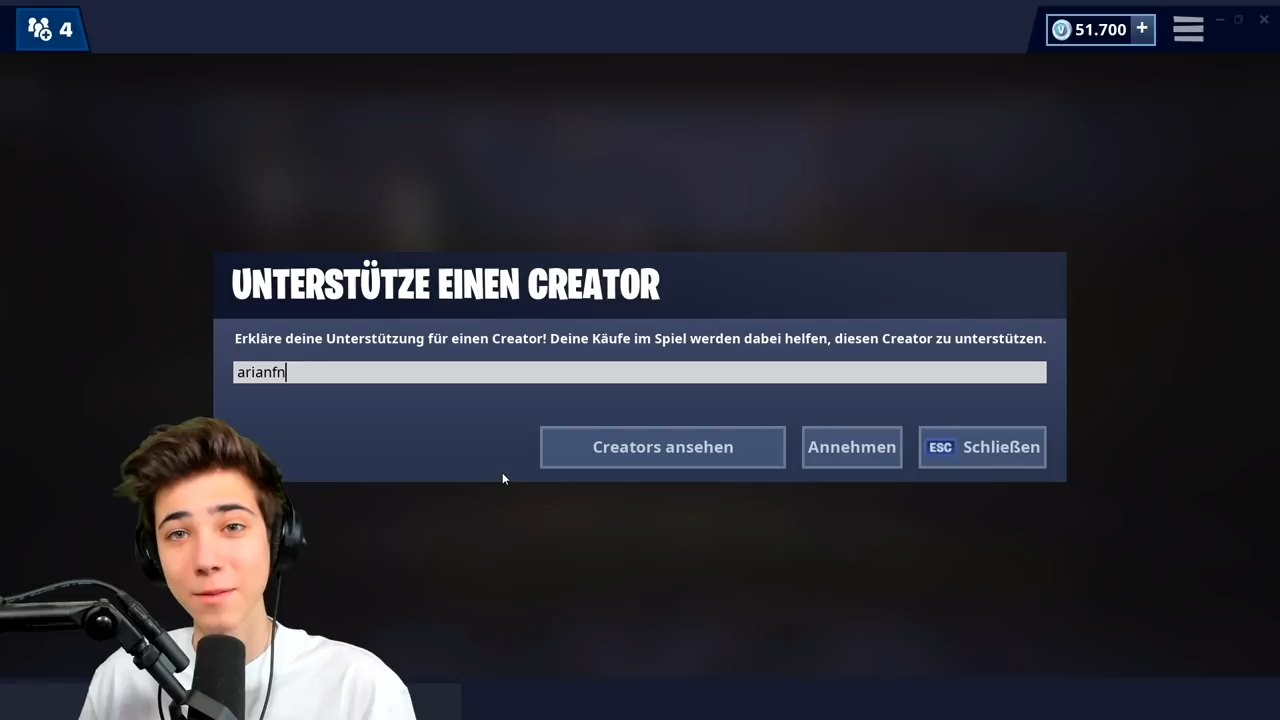 4
51.700 +
UNTERSTÜTZE EINEN CREATOR
Erkläre deine Unterstützung für einen Creator! Deine Käufe im Spiel werden dabei helfen, diesen Creator zu unterstützen.
arianfn
Creators ansehen
Annehmen
ESC Schließen